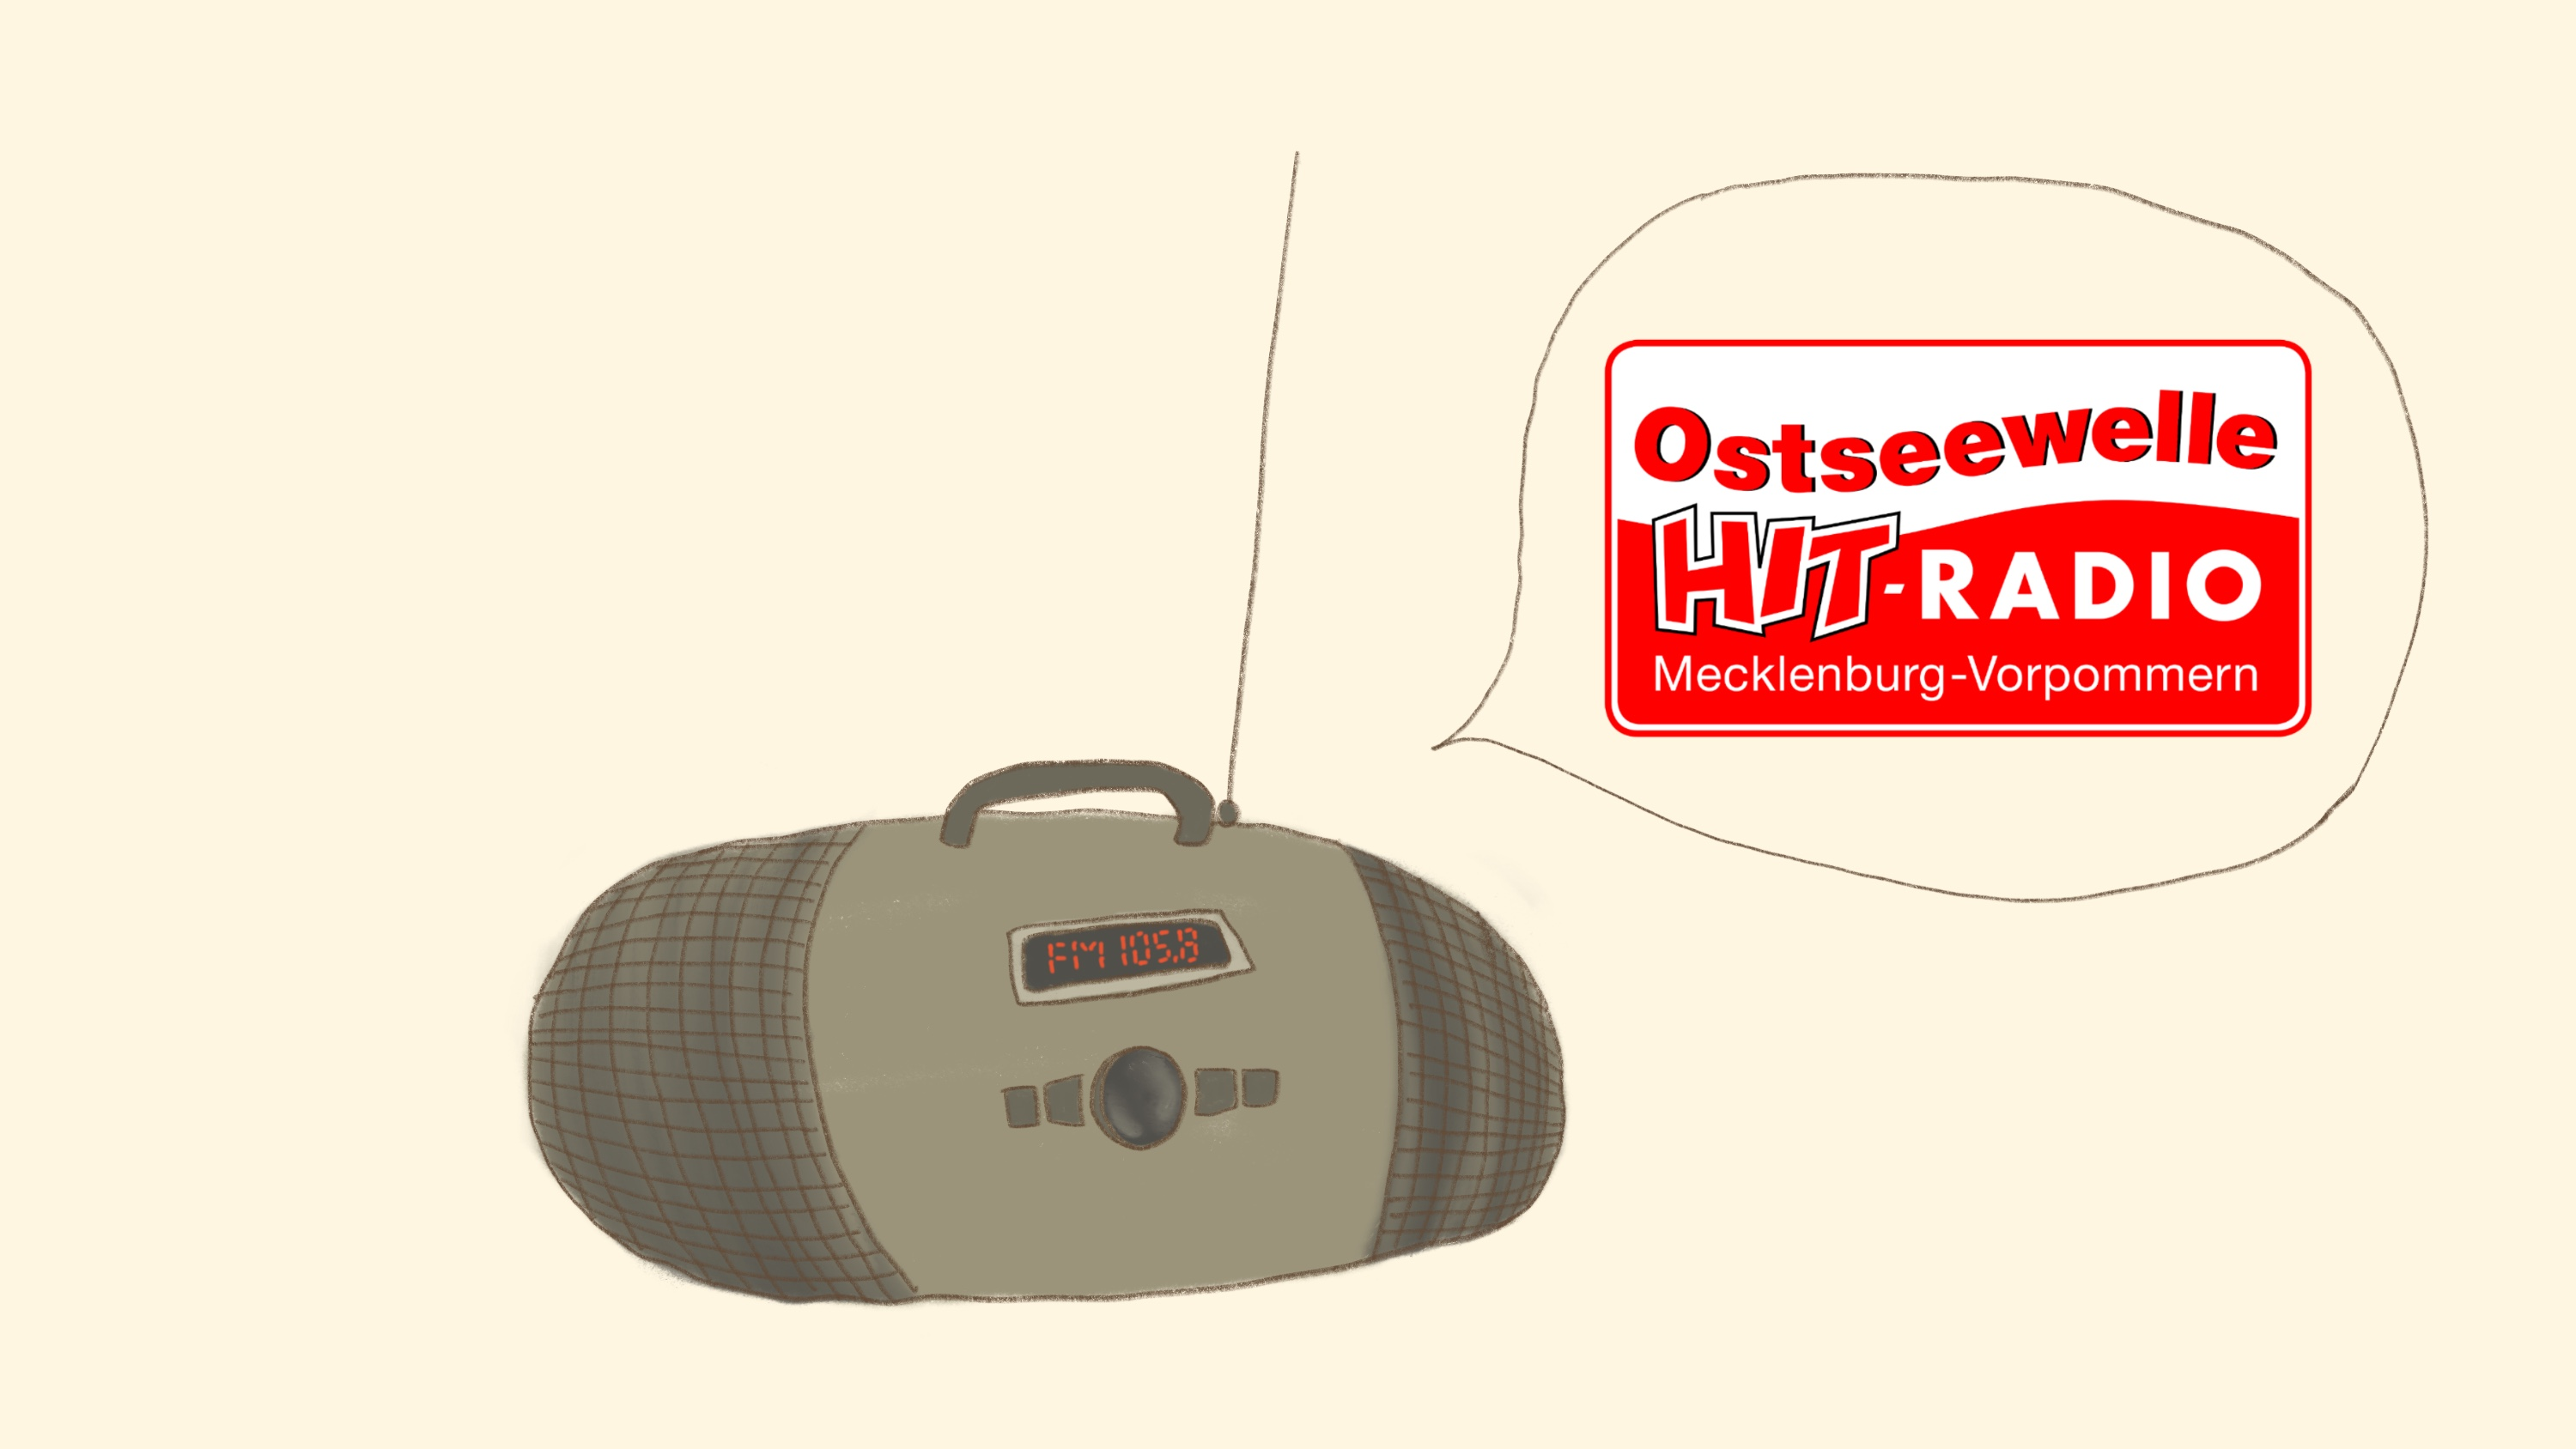 Ostseewelle
HIT-RADIO
Mecklenburg-Vorpommern
FM 105,8